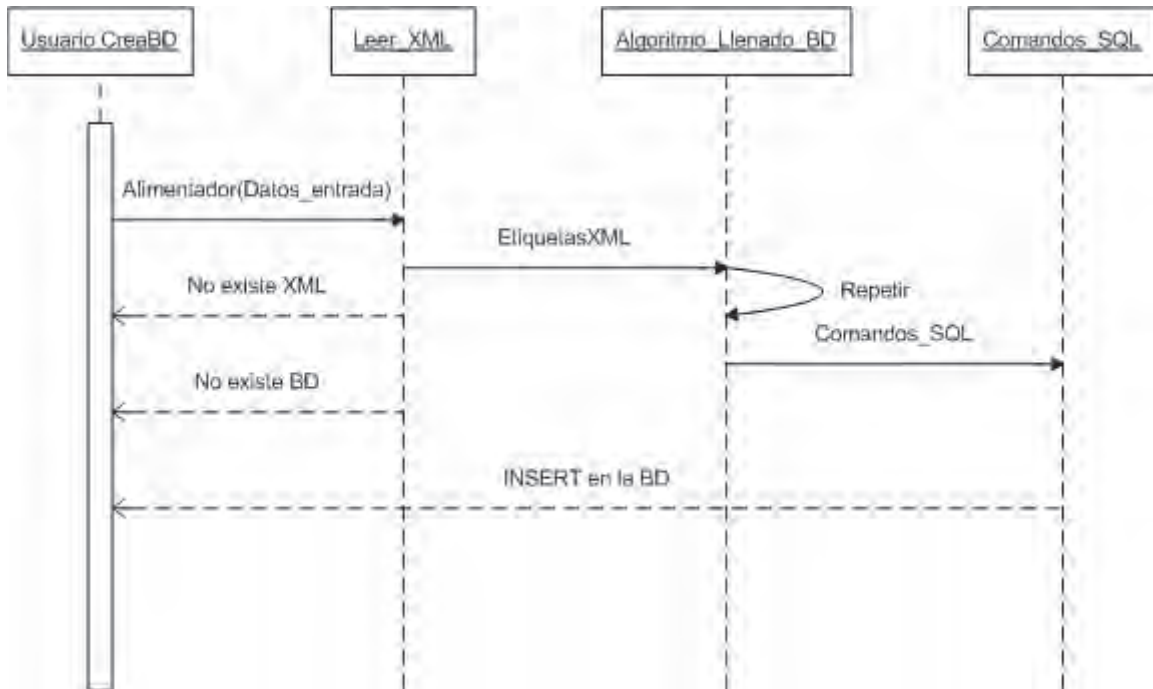 Usuario CreaBD
Leer_XML
Algoritmo_Llenado_BD
Comandos_SQL
Alimentador(Datos_entrada)
EtiquetasXML
No existe XML
Repetir
Comandos_SQL
No existe BD
INSERT en la BD